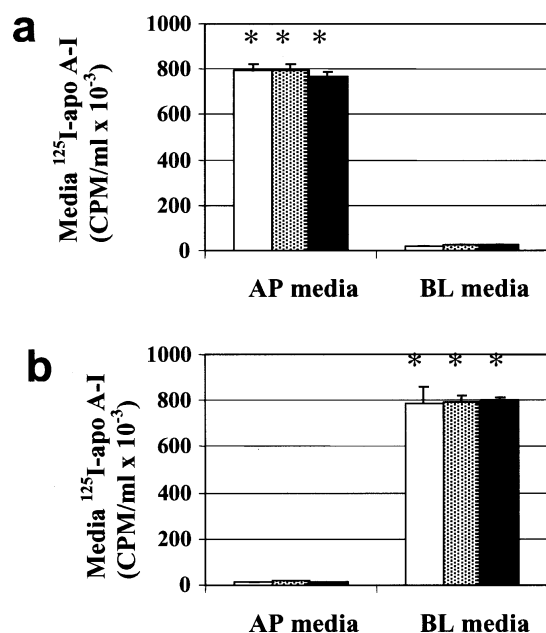 a
Media ¹²⁵I-apo A-I
(CPM/ml x 10⁻³)
1000
800
600
400
200
0
* * *
AP media BL media
b
Media ¹²⁵I-apo A-I
(CPM/ml x 10⁻³)
1000
800
600
400
200
0
* * *
AP media BL media